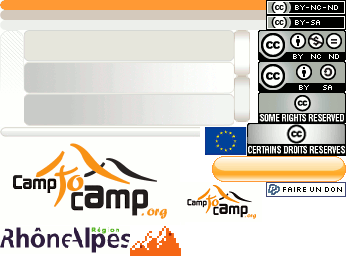 BY-NC-ND
BY-SA
BY NC ND
BY SA
SOME RIGHTS RESERVED
CERTAINS DROITS RESERVES
FAIRE UN DON
Camp to camp.org
Camp to camp.org
Région
RhôneAlpes